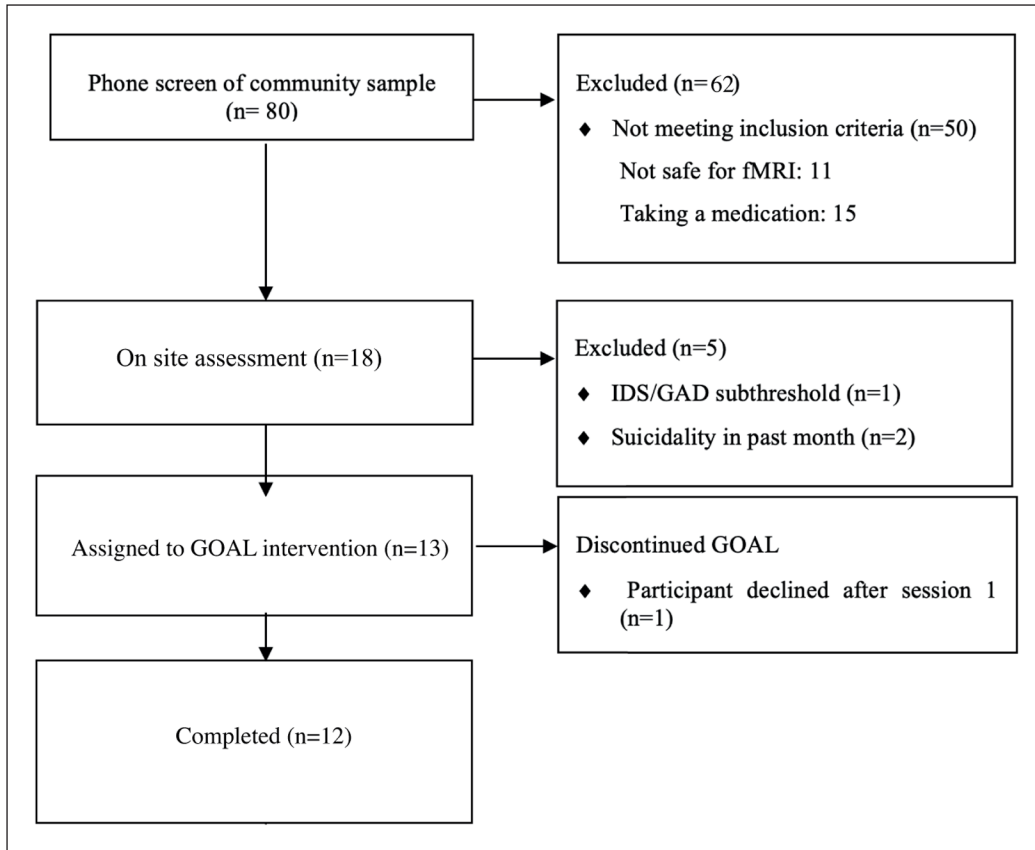 Phone screen of community sample
(n= 80)
Excluded (n=62)
♦ Not meeting inclusion criteria (n=50)
Not safe for fMRI: 11
Taking a medication: 15
On site assessment (n=18)
Excluded (n=5)
♦ IDS/GAD subthreshold (n=1)
♦ Suicidality in past month (n=2)
Assigned to GOAL intervention (n=13)
Discontinued GOAL
♦ Participant declined after session 1
(n=1)
Completed (n=12)